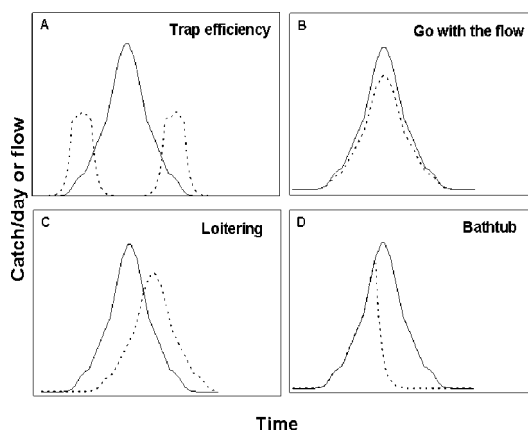 A
Trap efficiency
B
Go with the flow
C
Loitering
D
Bathtub
Catch/day or flow
Time